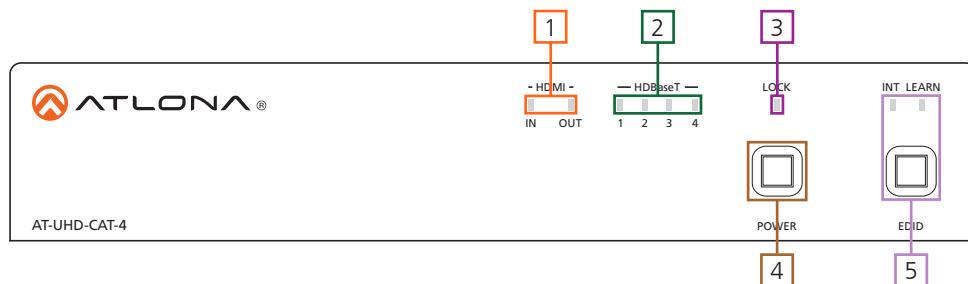 1 2 3
- HDMI - — HDBaseT — LOCK INT LEARN
ATLONA ®
IN OUT 1 2 3 4
AT-UHD-CAT-4 POWER EDID
4 5